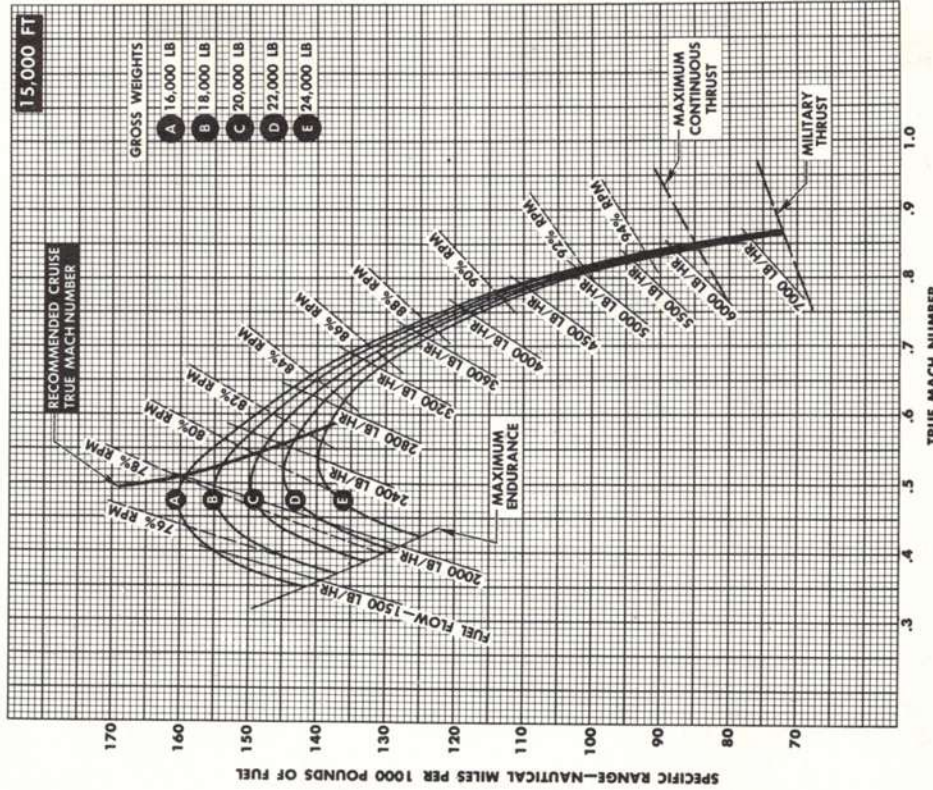 15,000 FT
GROSS WEIGHTS
A 16,000 LB
B 18,000 LB
C 20,000 LB
D 22,000 LB
E 24,000 LB
RECOMMENDED CRUISE
TRUE MACH NUMBER
76% RPM
78% RPM
80% RPM
82% RPM
84% RPM
86% RPM
88% RPM
90% RPM
92% RPM
94% RPM
A
B
C
D
E
FUEL FLOW—1500 LB/HR
2000 LB/HR
2400 LB/HR
2800 LB/HR
3200 LB/HR
3600 LB/HR
4000 LB/HR
4500 LB/HR
5000 LB/HR
5500 LB/HR
6000 LB/HR
7000 LB/HR
MAXIMUM
ENDURANCE
MAXIMUM
CONTINUOUS
THRUST
MILITARY
THRUST
SPECIFIC RANGE—NAUTICAL MILES PER 1000 POUNDS OF FUEL
170
160
150
140
130
120
110
100
90
80
70
.3
.4
.5
.6
.7
.8
.9
1.0
TRUE MACH NUMBER